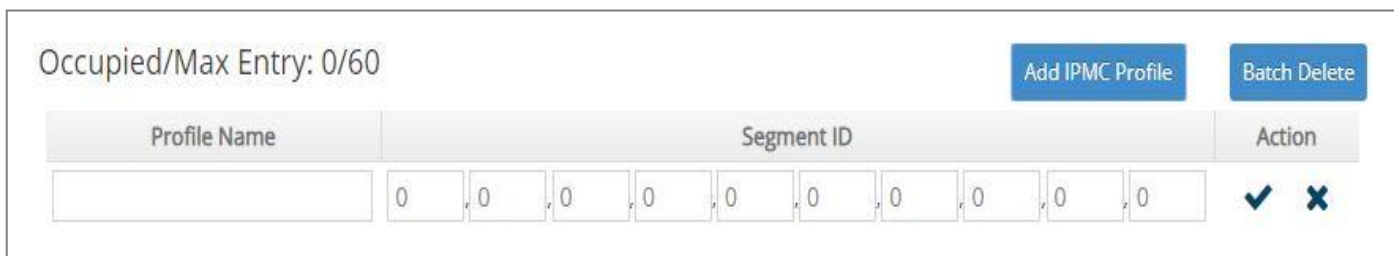 Occupied/Max Entry: 0/60
Add IPMC Profile Batch Delete
Profile Name Segment ID Action
0 , 0 , 0 , 0 , 0 , 0 , 0 , 0 , 0 , 0